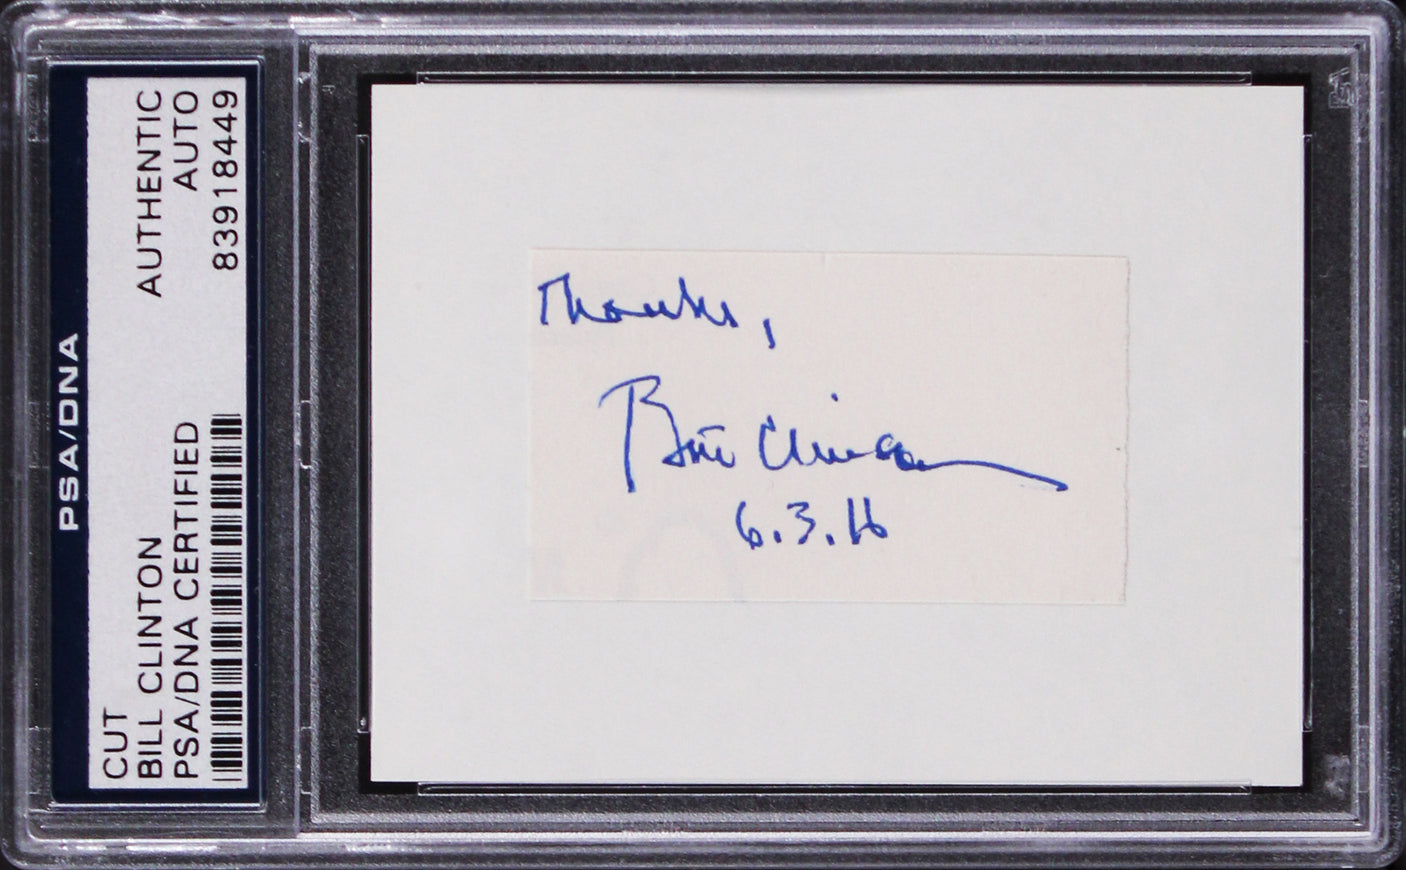 PSA/DNA
CUT
BILL CLINTON AUTHENTIC
PSA/DNA CERTIFIED AUTO
83918449
Thanks,
Bill Clinton
6.3.16